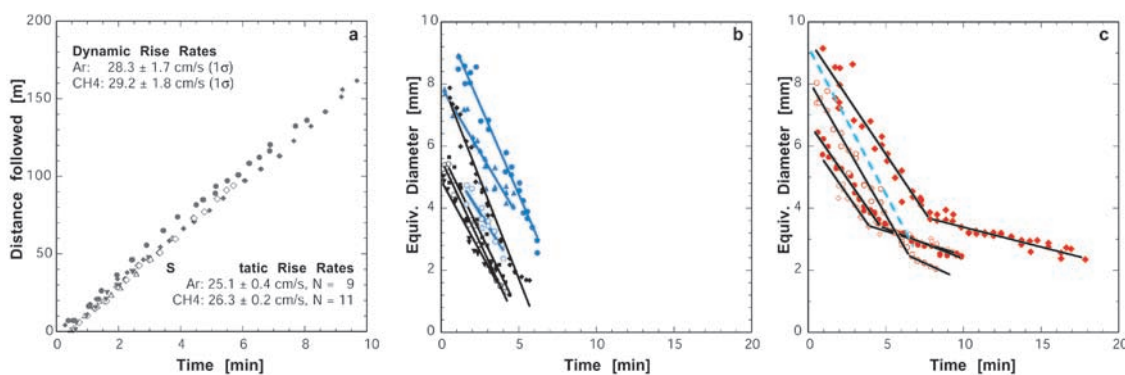 a
Dynamic Rise Rates
Ar: 28.3 ± 1.7 cm/s (1σ)
CH4: 29.2 ± 1.8 cm/s (1σ)
S tatic Rise Rates
Ar: 25.1 ± 0.4 cm/s, N = 9
CH4: 26.3 ± 0.2 cm/s, N = 11
Distance followed [m]
200
150
100
50
0
0 2 4 6 8 10
Time [min]
b
Equiv. Diameter [mm]
10
8
6
4
2
0
0 5 10 15 20
Time [min]
c
Equiv. Diameter [mm]
10
8
6
4
2
0
0 5 10 15 20
Time [min]